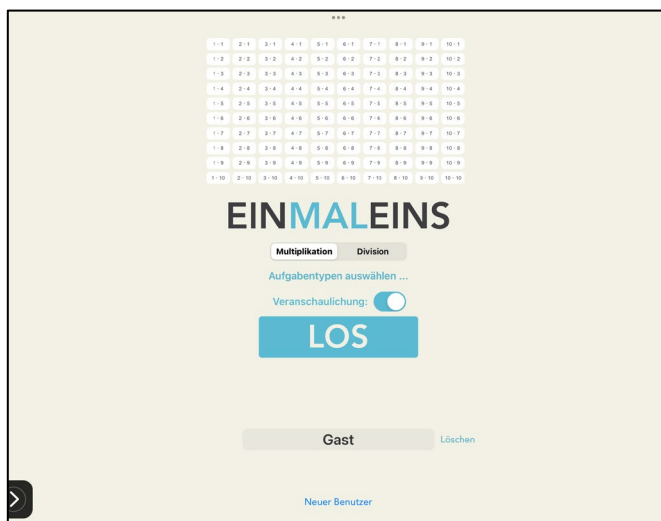 1 · 1 2 · 1 3 · 1 4 · 1 5 · 1 6 · 1 7 · 1 8 · 1 9 · 1 10 · 1
1 · 2 2 · 2 3 · 2 4 · 2 5 · 2 6 · 2 7 · 2 8 · 2 9 · 2 10 · 2
1 · 3 2 · 3 3 · 3 4 · 3 5 · 3 6 · 3 7 · 3 8 · 3 9 · 3 10 · 3
1 · 4 2 · 4 3 · 4 4 · 4 5 · 4 6 · 4 7 · 4 8 · 4 9 · 4 10 · 4
1 · 5 2 · 5 3 · 5 4 · 5 5 · 5 6 · 5 7 · 5 8 · 5 9 · 5 10 · 5
1 · 6 2 · 6 3 · 6 4 · 6 5 · 6 6 · 6 7 · 6 8 · 6 9 · 6 10 · 6
1 · 7 2 · 7 3 · 7 4 · 7 5 · 7 6 · 7 7 · 7 8 · 7 9 · 7 10 · 7
1 · 8 2 · 8 3 · 8 4 · 8 5 · 8 6 · 8 7 · 8 8 · 8 9 · 8 10 · 8
1 · 9 2 · 9 3 · 9 4 · 9 5 · 9 6 · 9 7 · 9 8 · 9 9 · 9 10 · 9
1 · 10 2 · 10 3 · 10 4 · 10 5 · 10 6 · 10 7 · 10 8 · 10 9 · 10 10 · 10
EINMALEINS
Multiplikation Division
Aufgabentypen auswählen ...
Veranschaulichung:
LOS
Gast Löschen
Neuer Benutzer